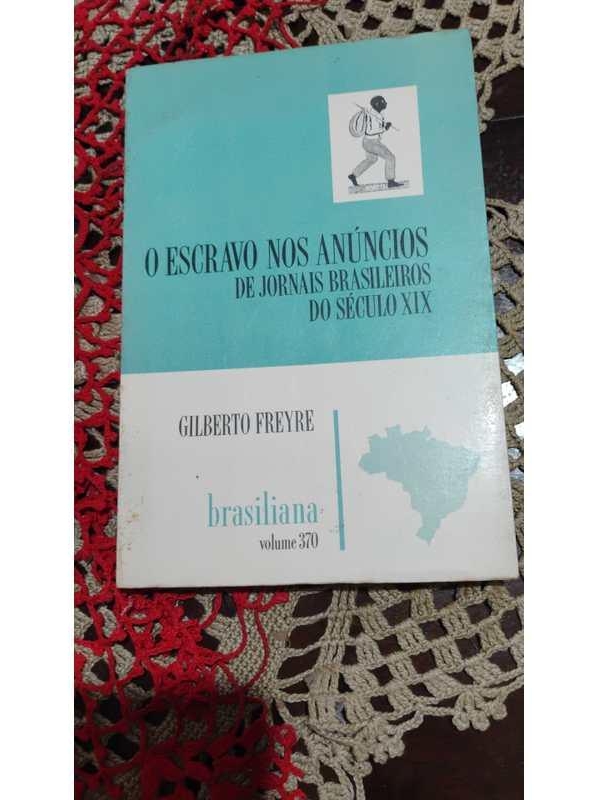 O ESCRAVO NOS ANÚNCIOS
DE JORNAIS BRASILEIROS
DO SÉCULO XIX
GILBERTO FREYRE
brasiliana
volume 370